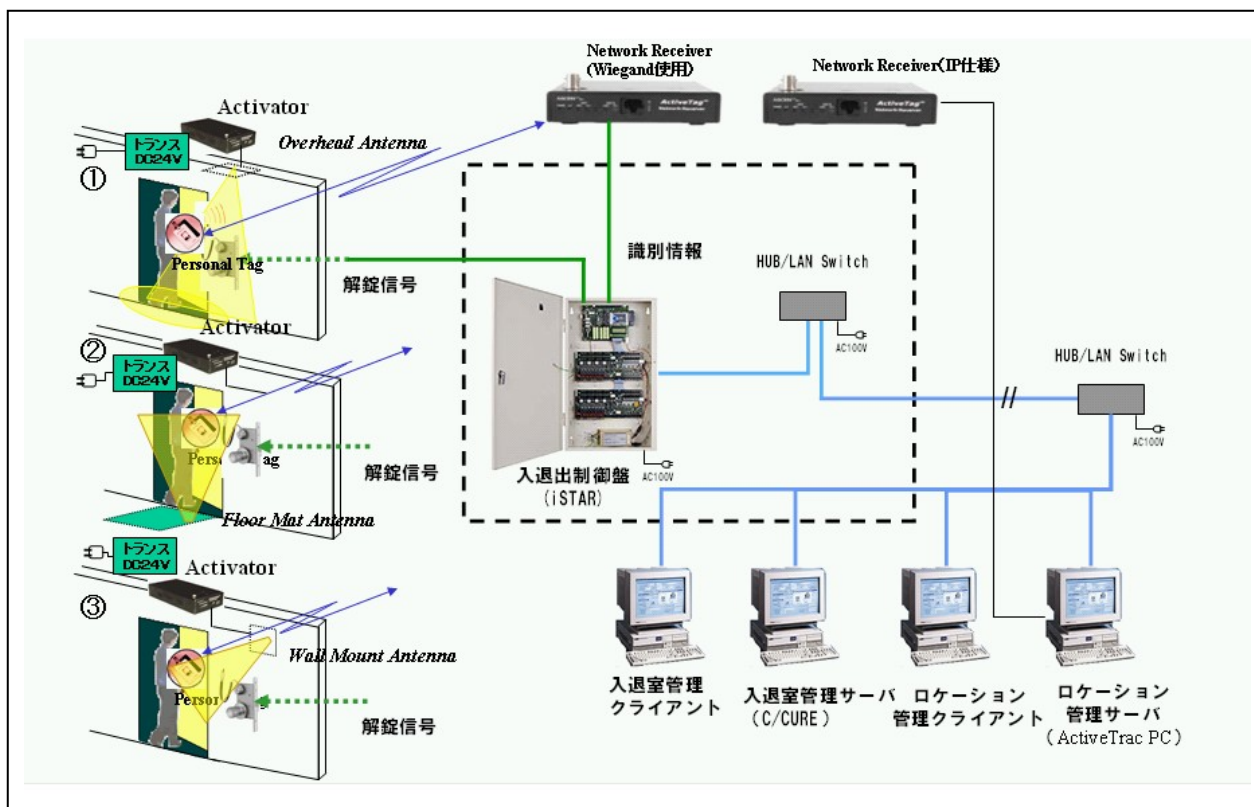 Network Receiver
(Wiegand使用)
Network Receiver(IP仕様)
ActiveTag™
Network Receiver
ActiveTag™
Network Receiver
Activator
トランス
DC24V
Overhead Antenna
①
Personal Tag
解錠信号
識別情報
HUB/LAN Switch
AC100V
HUB/LAN Switch
AC100V
Activator
②
トランス
DC24V
解錠信号
Floor Mat Antenna
入退出制御盤
(iSTAR)
AC100V
トランス
DC24V
Activator
③
Wall Mount Antenna
解錠信号
入退室管理
クライアント
入退室管理サーバ
(C/CURE)
ロケーション
管理クライアント
ロケーション
管理サーバ
(ActiveTrac PC)